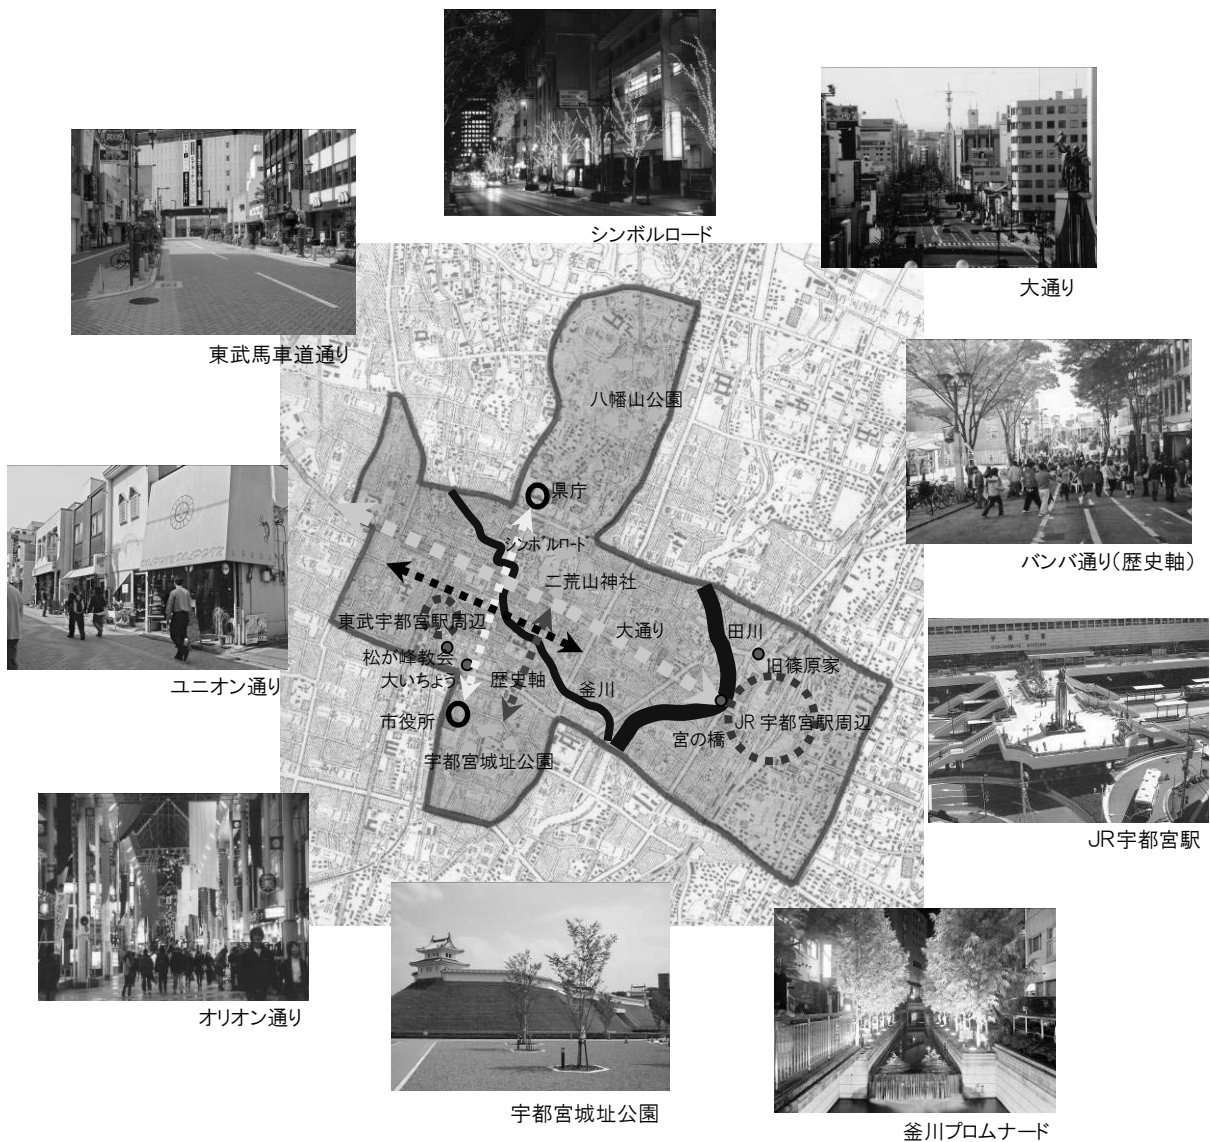 シンボルロード
大通り
東武馬車道通り
八幡山公園
県庁
シンボルロード
バンバ通り(歴史軸)
二荒山神社
東武宇都宮駅周辺
大通り
田川
松が峰教会
旧篠原家
大いちょう
歴史軸
釜川
ユニオン通り
市役所
宮の橋
JR宇都宮駅周辺
宇都宮城址公園
JR宇都宮駅
オリオン通り
宇都宮城址公園
釜川プロムナード